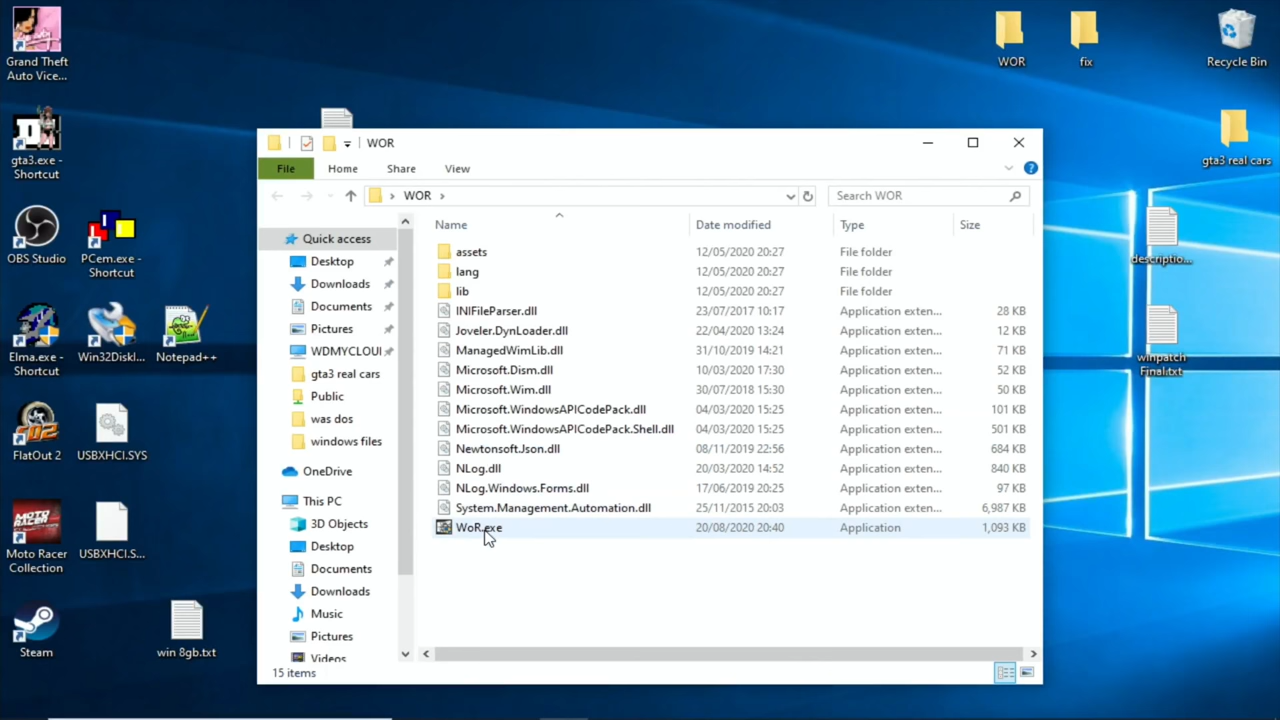 Grand Theft
Auto Vice...
gta3.exe -
Shortcut
OBS Studio
PCem.exe -
Shortcut
Elma.exe -
Shortcut
Win32DiskI...
Notepad++
FlatOut 2
USBXHCI.SYS
Moto Racer
Collection
USBXHCI.S...
Steam
win 8gb.txt
WOR
fix
Recycle Bin
gta3 real cars
descriptio...
winpatch
Final.txt
WOR
File
Home
Share
View
WOR
Search WOR
Quick access
Desktop
Downloads
Documents
Pictures
WDMYCLOU
gta3 real cars
Public
was dos
windows files
OneDrive
This PC
3D Objects
Desktop
Documents
Downloads
Music
Pictures
Videos
Name Date modified Type Size
assets 12/05/2020 20:27 File folder
lang 12/05/2020 20:27 File folder
lib 12/05/2020 20:27 File folder
INIFileParser.dll 23/07/2017 10:17 Application exten... 28 KB
Joveler.DynLoader.dll 22/04/2020 13:24 Application exten... 12 KB
ManagedWimLib.dll 31/10/2019 14:21 Application exten... 71 KB
Microsoft.Dism.dll 10/03/2020 17:30 Application exten... 52 KB
Microsoft.Wim.dll 30/07/2018 15:30 Application exten... 50 KB
Microsoft.WindowsAPICodePack.dll 04/03/2020 15:25 Application exten... 101 KB
Microsoft.WindowsAPICodePack.Shell.dll 04/03/2020 15:25 Application exten... 501 KB
Newtonsoft.Json.dll 08/11/2019 22:56 Application exten... 684 KB
NLog.dll 20/03/2020 14:52 Application exten... 840 KB
NLog.Windows.Forms.dll 17/06/2019 20:25 Application exten... 97 KB
System.Management.Automation.dll 25/11/2015 20:03 Application exten... 6,987 KB
WoR.exe 20/08/2020 20:40 Application 1,093 KB
15 items